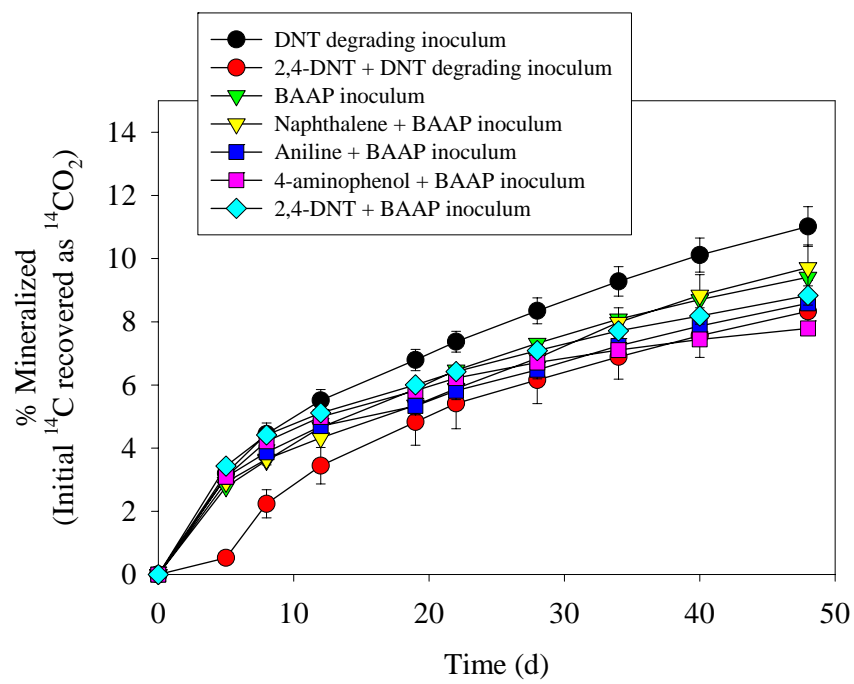 DNT degrading inoculum
2,4-DNT + DNT degrading inoculum
BAAP inoculum
Naphthalene + BAAP inoculum
Aniline + BAAP inoculum
4-aminophenol + BAAP inoculum
2,4-DNT + BAAP inoculum
% Mineralized
(Initial ¹⁴C recovered as ¹⁴CO₂)
14
12
10
8
6
4
2
0
0 10 20 30 40 50
Time (d)